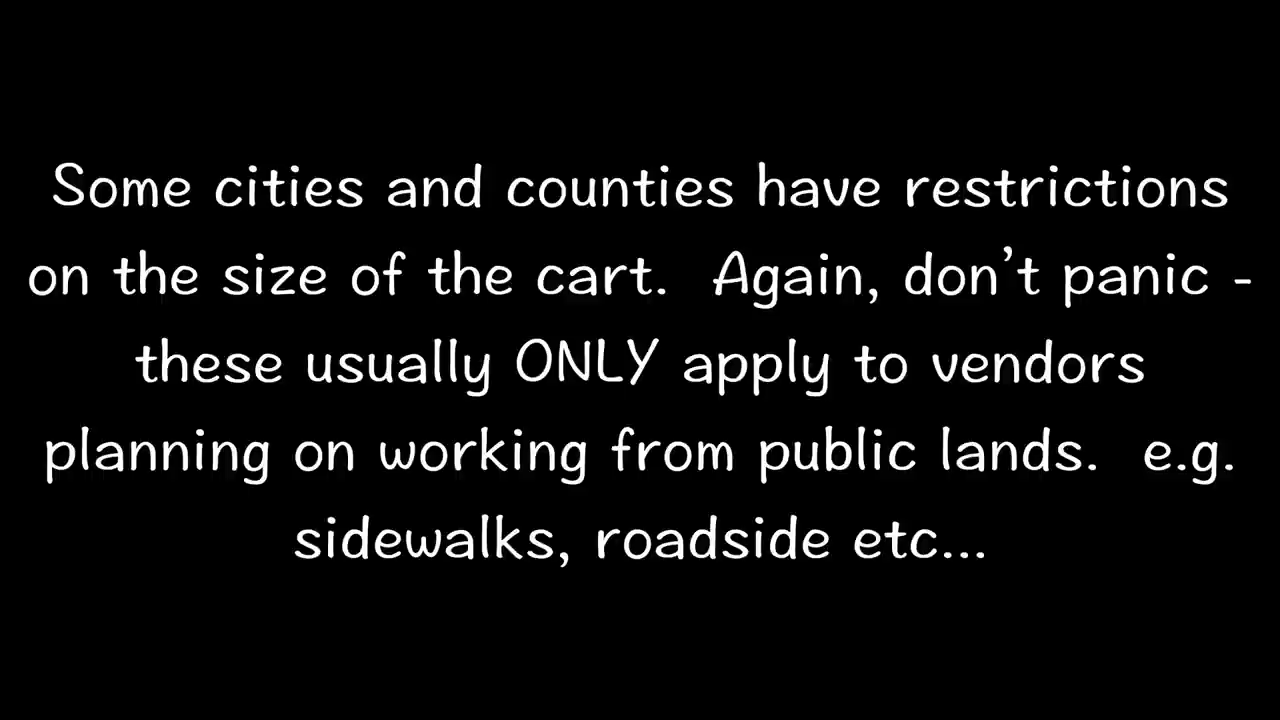 Some cities and counties have restrictions
on the size of the cart.  Again, don’t panic -
these usually ONLY apply to vendors
planning on working from public lands.  e.g.
sidewalks, roadside etc...